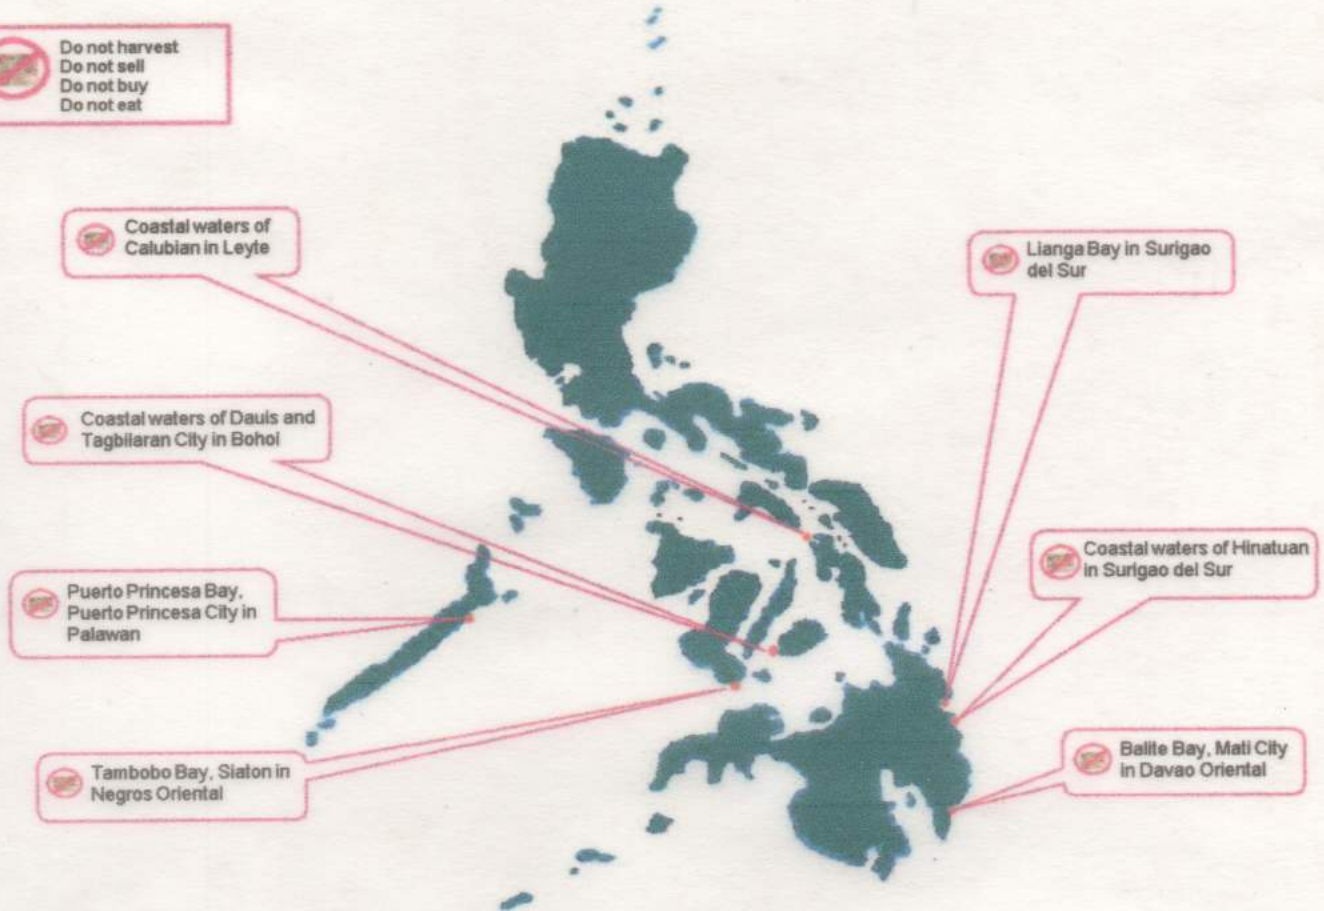 Do not harvest
Do not sell
Do not buy
Do not eat
Coastal waters of
Calubian in Leyte
Lianga Bay in Surigao
del Sur
Coastal waters of Dauis and
Tagbilaran City in Bohol
Coastal waters of Hinatuan
in Surigao del Sur
Puerto Princesa Bay,
Puerto Princesa City in
Palawan
Balite Bay, Mati City
in Davao Oriental
Tambobo Bay, Siaton in
Negros Oriental